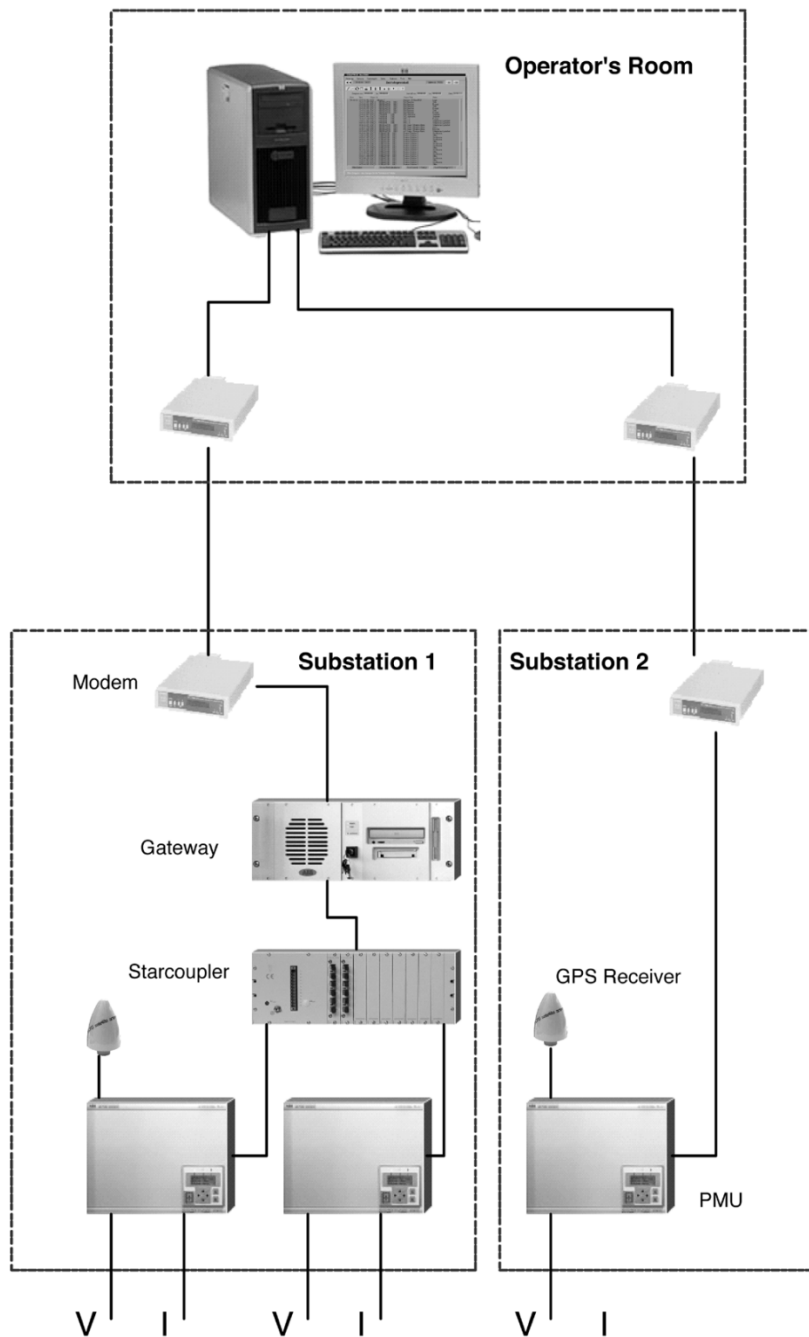 Operator's Room
Substation 1
Substation 2
Modem
Gateway
Starcoupler
GPS Receiver
PMU
V I V I V I